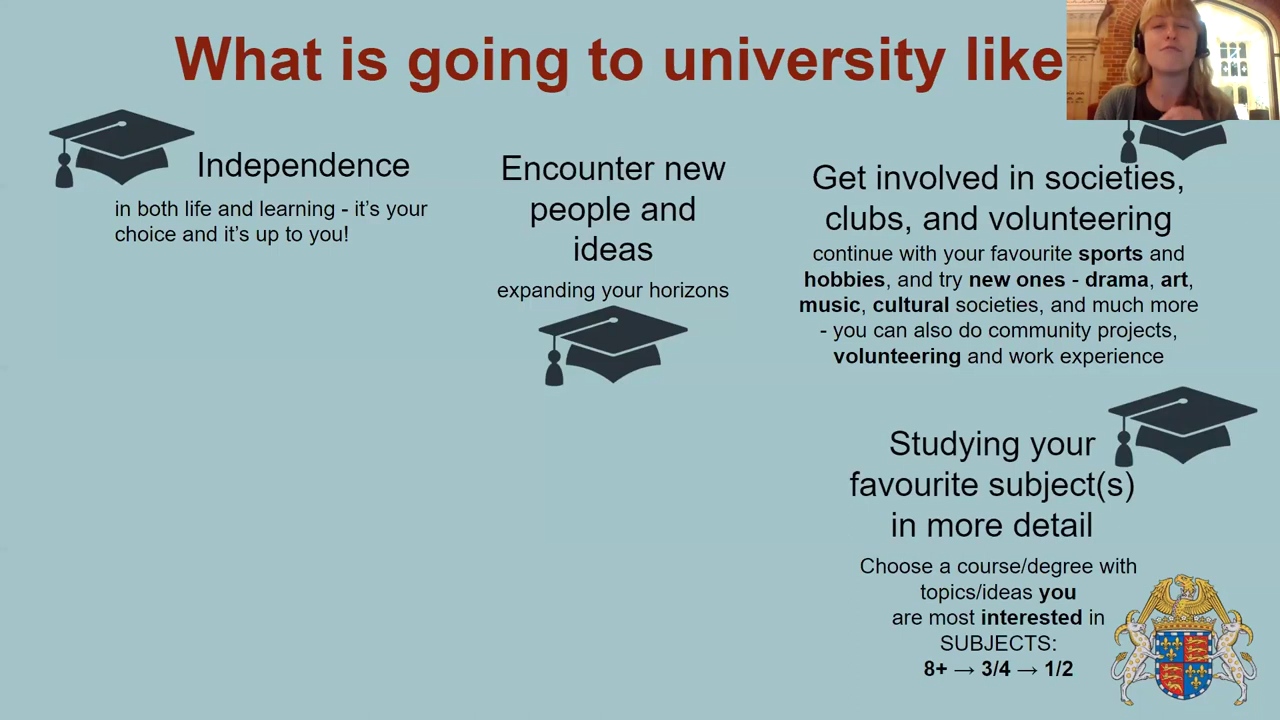 What is going to university like
Independence
in both life and learning - it's your
choice and it's up to you!
Encounter new
people and
ideas
expanding your horizons
Get involved in societies,
clubs, and volunteering
continue with your favourite sports and
hobbies, and try new ones - drama, art,
music, cultural societies, and much more
- you can also do community projects,
volunteering and work experience
Studying your
favourite subject(s)
in more detail
Choose a course/degree with
topics/ideas you
are most interested in
SUBJECTS:
8+ → 3/4 → 1/2